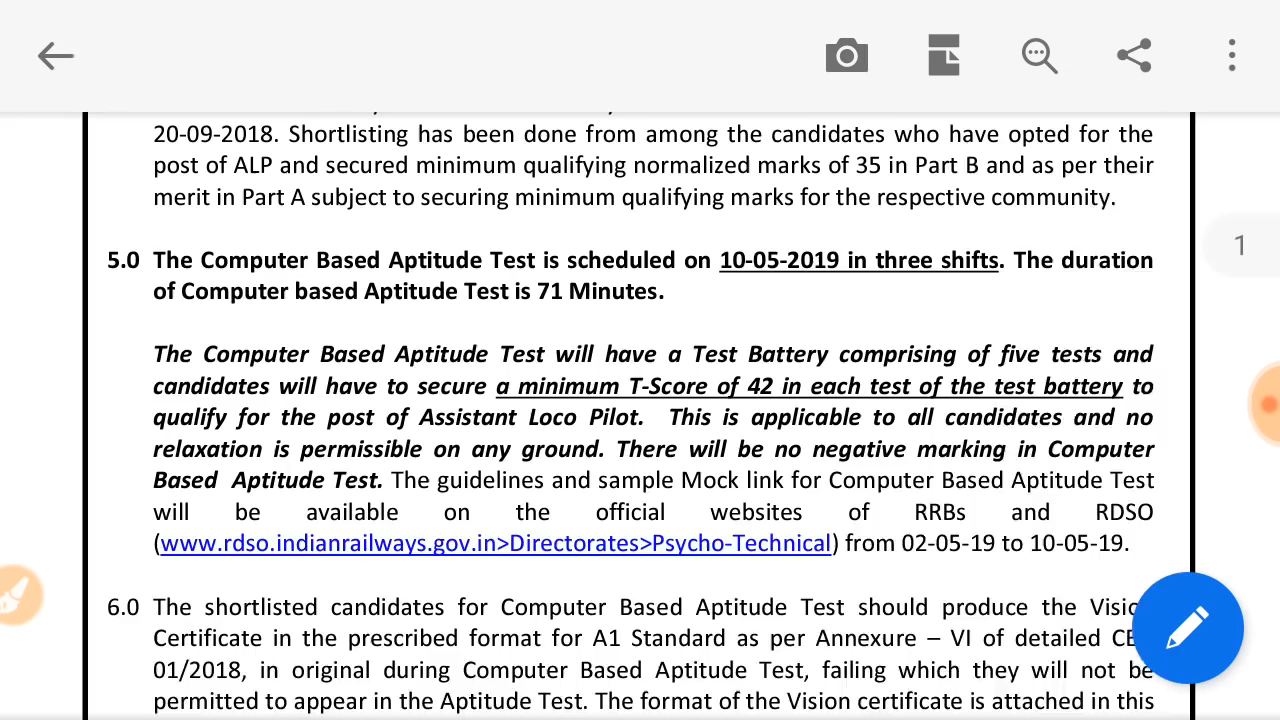 20-09-2018. Shortlisting has been done from among the candidates who have opted for the
post of ALP and secured minimum qualifying normalized marks of 35 in Part B and as per their
merit in Part A subject to securing minimum qualifying marks for the respective community.
1
5.0 The Computer Based Aptitude Test is scheduled on 10-05-2019 in three shifts. The duration
of Computer based Aptitude Test is 71 Minutes.
The Computer Based Aptitude Test will have a Test Battery comprising of five tests and
candidates will have to secure a minimum T-Score of 42 in each test of the test battery to
qualify for the post of Assistant Loco Pilot. This is applicable to all candidates and no
relaxation is permissible on any ground. There will be no negative marking in Computer
Based Aptitude Test. The guidelines and sample Mock link for Computer Based Aptitude Test
will be available on the official websites of RRBs and RDSO
(www.rdso.indianrailways.gov.in>Directorates>Psycho-Technical) from 02-05-19 to 10-05-19.
6.0 The shortlisted candidates for Computer Based Aptitude Test should produce the Vision
Certificate in the prescribed format for A1 Standard as per Annexure – VI of detailed
01/2018, in original during Computer Based Aptitude Test, failing which they will not be
permitted to appear in the Aptitude Test. The format of the Vision certificate is attached in this